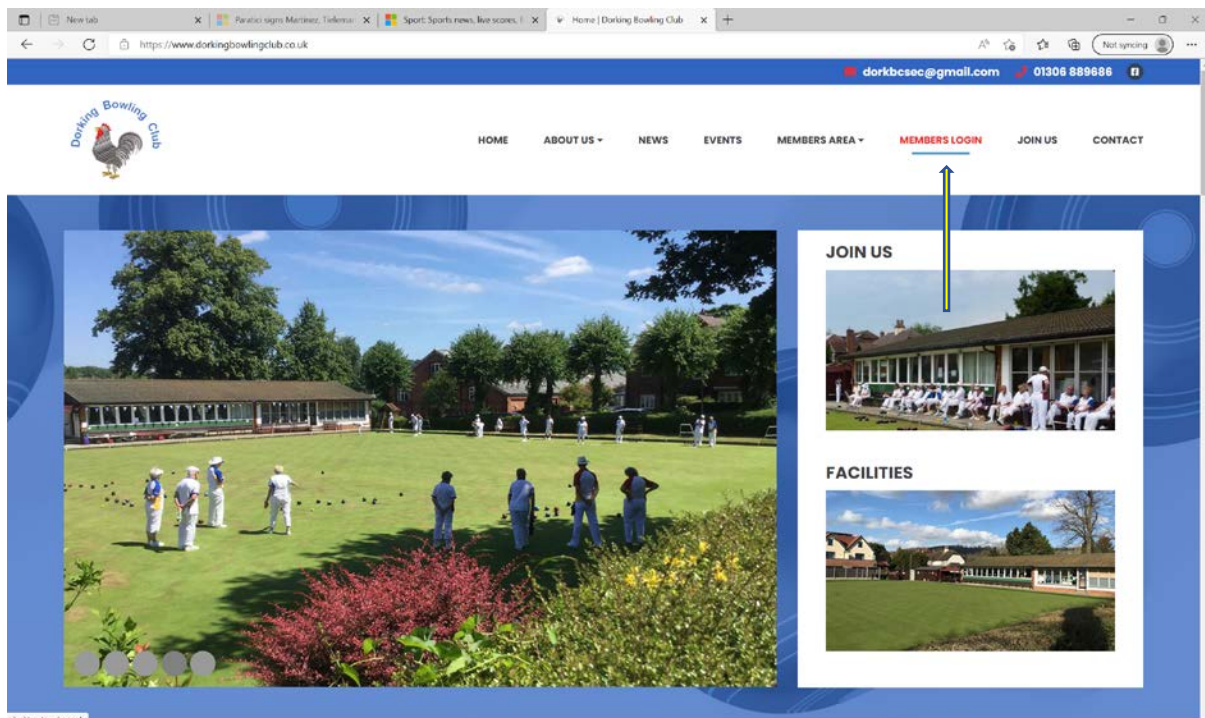 New tab
Paratici signs Martinez, Tieleman
Sport: Sports news, live scores,
Home | Dorking Bowling Club
https://www.dorkingbowlingclub.co.uk
Not syncing
dorkbcsec@gmail.com 01306 889686
Dorking Bowling Club
HOME ABOUT US NEWS EVENTS MEMBERS AREA MEMBERS LOGIN JOIN US CONTACT
JOIN US
FACILITIES